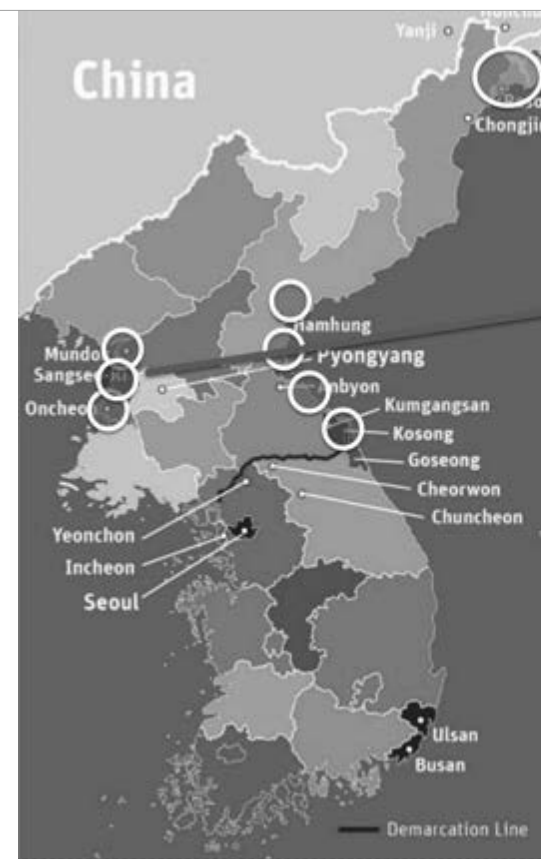 Yanji
China
Chongjin
Hamhung
Mundo
Pyongyang
Sangse
Anbyon
Oncheon
Kumgangsan
Kosong
Goseong
Cheorwon
Chuncheon
Yeonchon
Incheon
Seoul
Ulsan
Busan
Demarcation Line